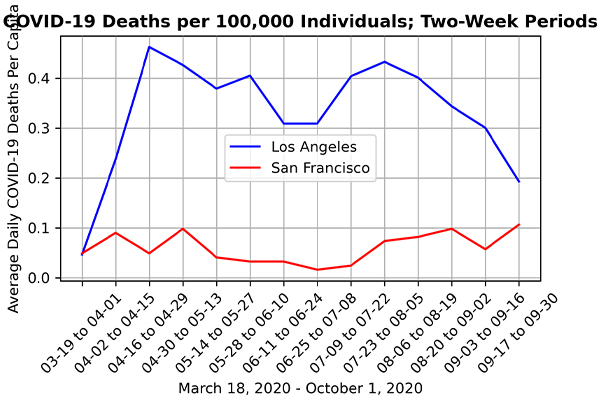 COVID-19 Deaths per 100,000 Individuals; Two-Week Periods
Average Daily COVID-19 Deaths Per Capita
0.4
0.3
0.2
0.1
0.0
Los Angeles
San Francisco
03-19 to 04-01
04-02 to 04-15
04-16 to 04-29
04-30 to 05-13
05-14 to 05-27
05-28 to 06-10
06-11 to 06-24
06-25 to 07-08
07-09 to 07-22
07-23 to 08-05
08-06 to 08-19
08-20 to 09-02
09-03 to 09-16
09-17 to 09-30
March 18, 2020 - October 1, 2020